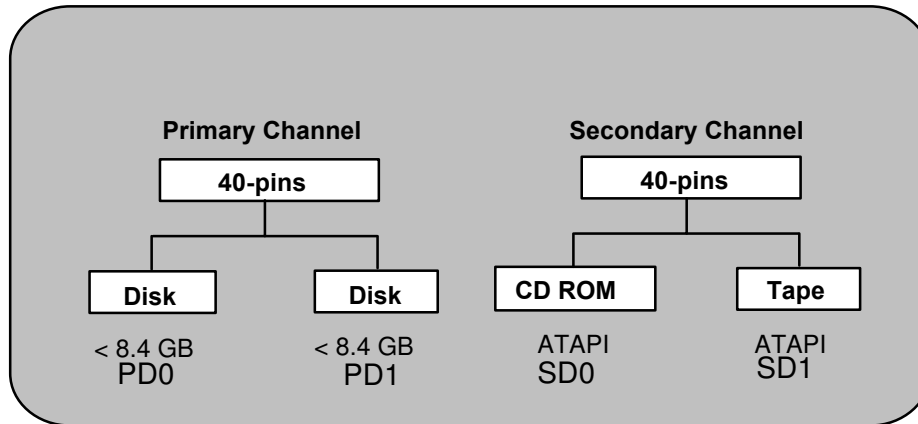 Primary Channel
Secondary Channel
40-pins
40-pins
Disk
Disk
CD ROM
Tape
< 8.4 GB
PD0
< 8.4 GB
PD1
ATAPI
SD0
ATAPI
SD1